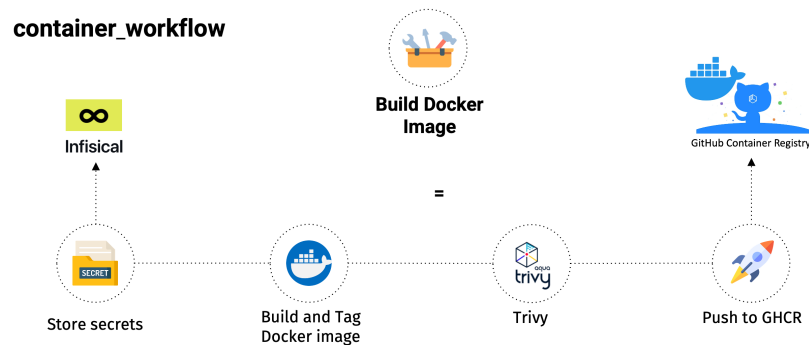 container_workflow
Build Docker
Image
Infisical
GitHub Container Registry
=
SECRET
aqua
trivy
Store secrets
Build and Tag
Docker image
Trivy
Push to GHCR